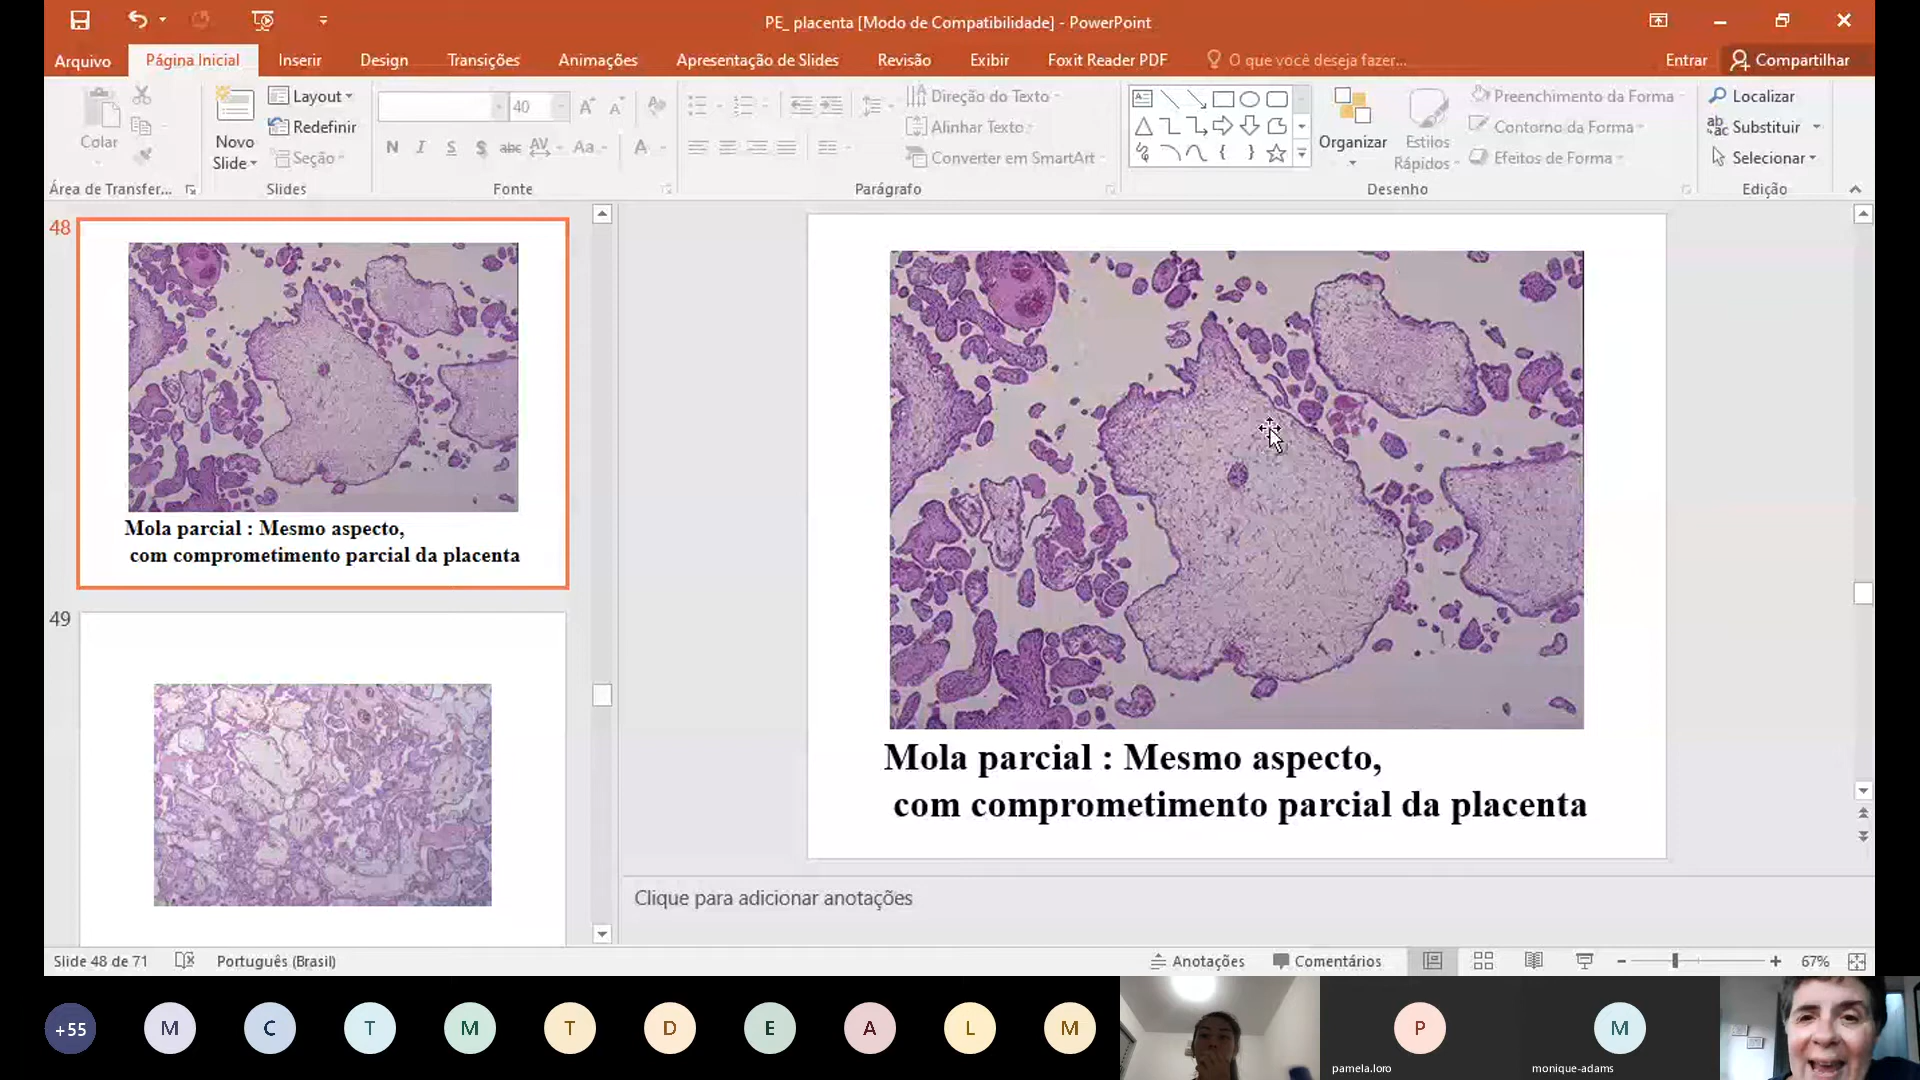 PE_ placenta [Modo de Compatibilidade] - PowerPoint
Arquivo
Página Inicial
Inserir
Design
Transições
Animações
Apresentação de Slides
Revisão
Exibir
Foxit Reader PDF
O que você deseja fazer...
Entrar
Compartilhar
Colar
Novo
Slide
Layout
Redefinir
Seção
40
N I S S abc AV Aa A
Direção do Texto
Alinhar Texto
Converter em SmartArt
Organizar
Estilos
Rápidos
Preenchimento da Forma
Contorno da Forma
Efeitos de Forma
Localizar
Substituir
Selecionar
Área de Transfer...
Slides
Fonte
Parágrafo
Desenho
Edição
48
Mola parcial : Mesmo aspecto,
com comprometimento parcial da placenta
49
Mola parcial : Mesmo aspecto,
com comprometimento parcial da placenta
Clique para adicionar anotações
Slide 48 de 71
Português (Brasil)
Anotações
Comentários
67%
+55
M
C
T
M
T
D
E
A
L
M
P
pamela.loro
M
monique-adams